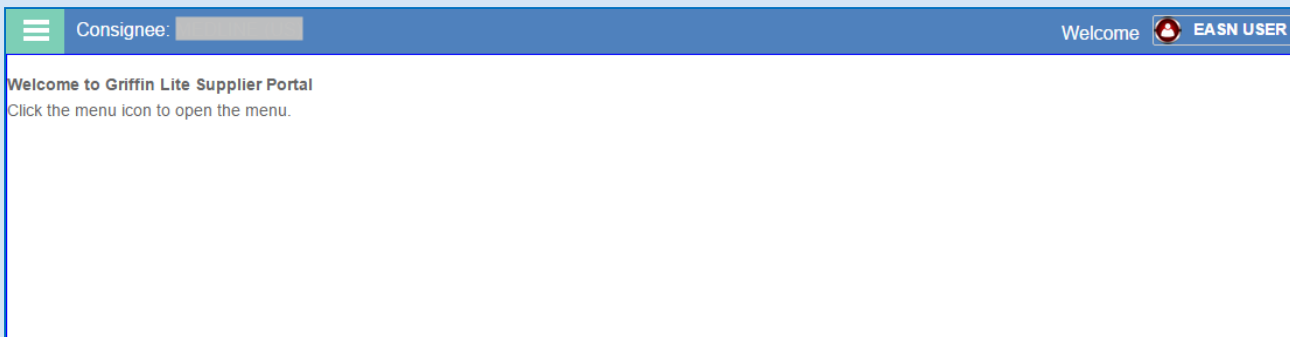 Consignee:
Welcome EASN USER
Welcome to Griffin Lite Supplier Portal
Click the menu icon to open the menu.